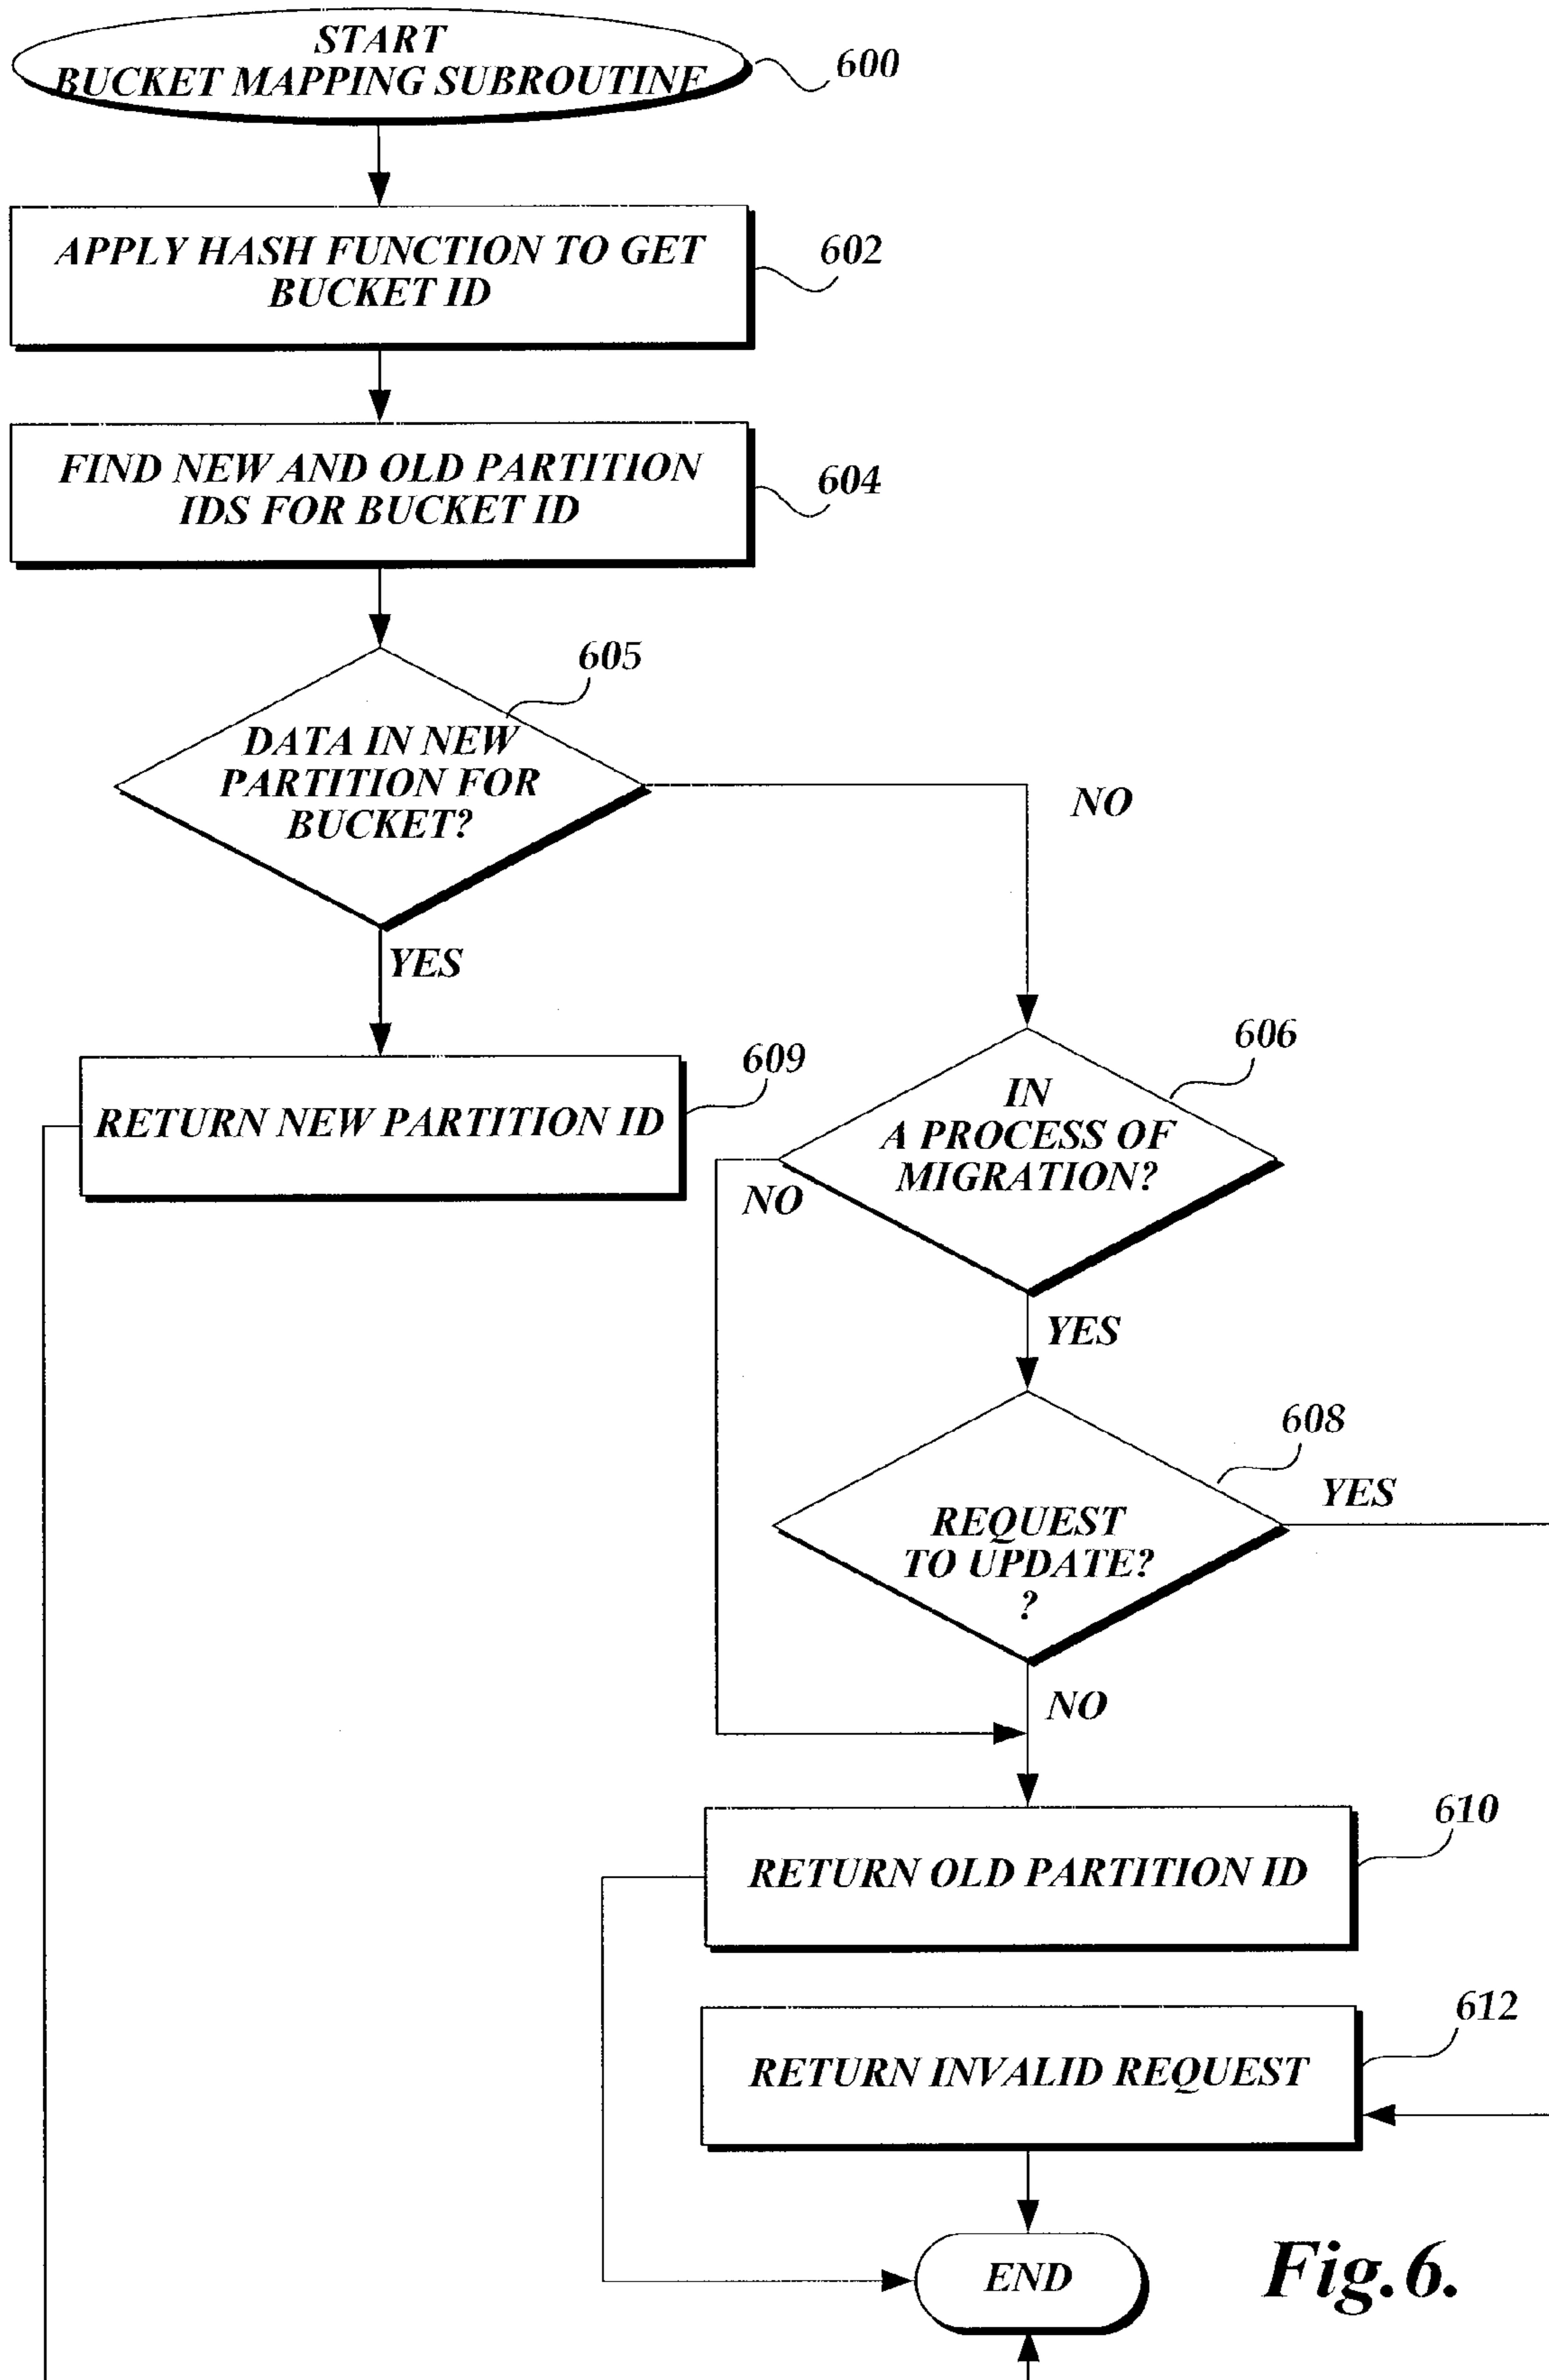 START
BUCKET MAPPING SUBROUTINE
600
APPLY HASH FUNCTION TO GET
BUCKET ID
602
FIND NEW AND OLD PARTITION
IDS FOR BUCKET ID
604
605
DATA IN NEW
PARTITION FOR
BUCKET?
NO
YES
609
RETURN NEW PARTITION ID
606
IN
A PROCESS OF
MIGRATION?
NO
YES
608
YES
REQUEST
TO UPDATE?
?
NO
610
RETURN OLD PARTITION ID
612
RETURN INVALID REQUEST
END
Fig.6.